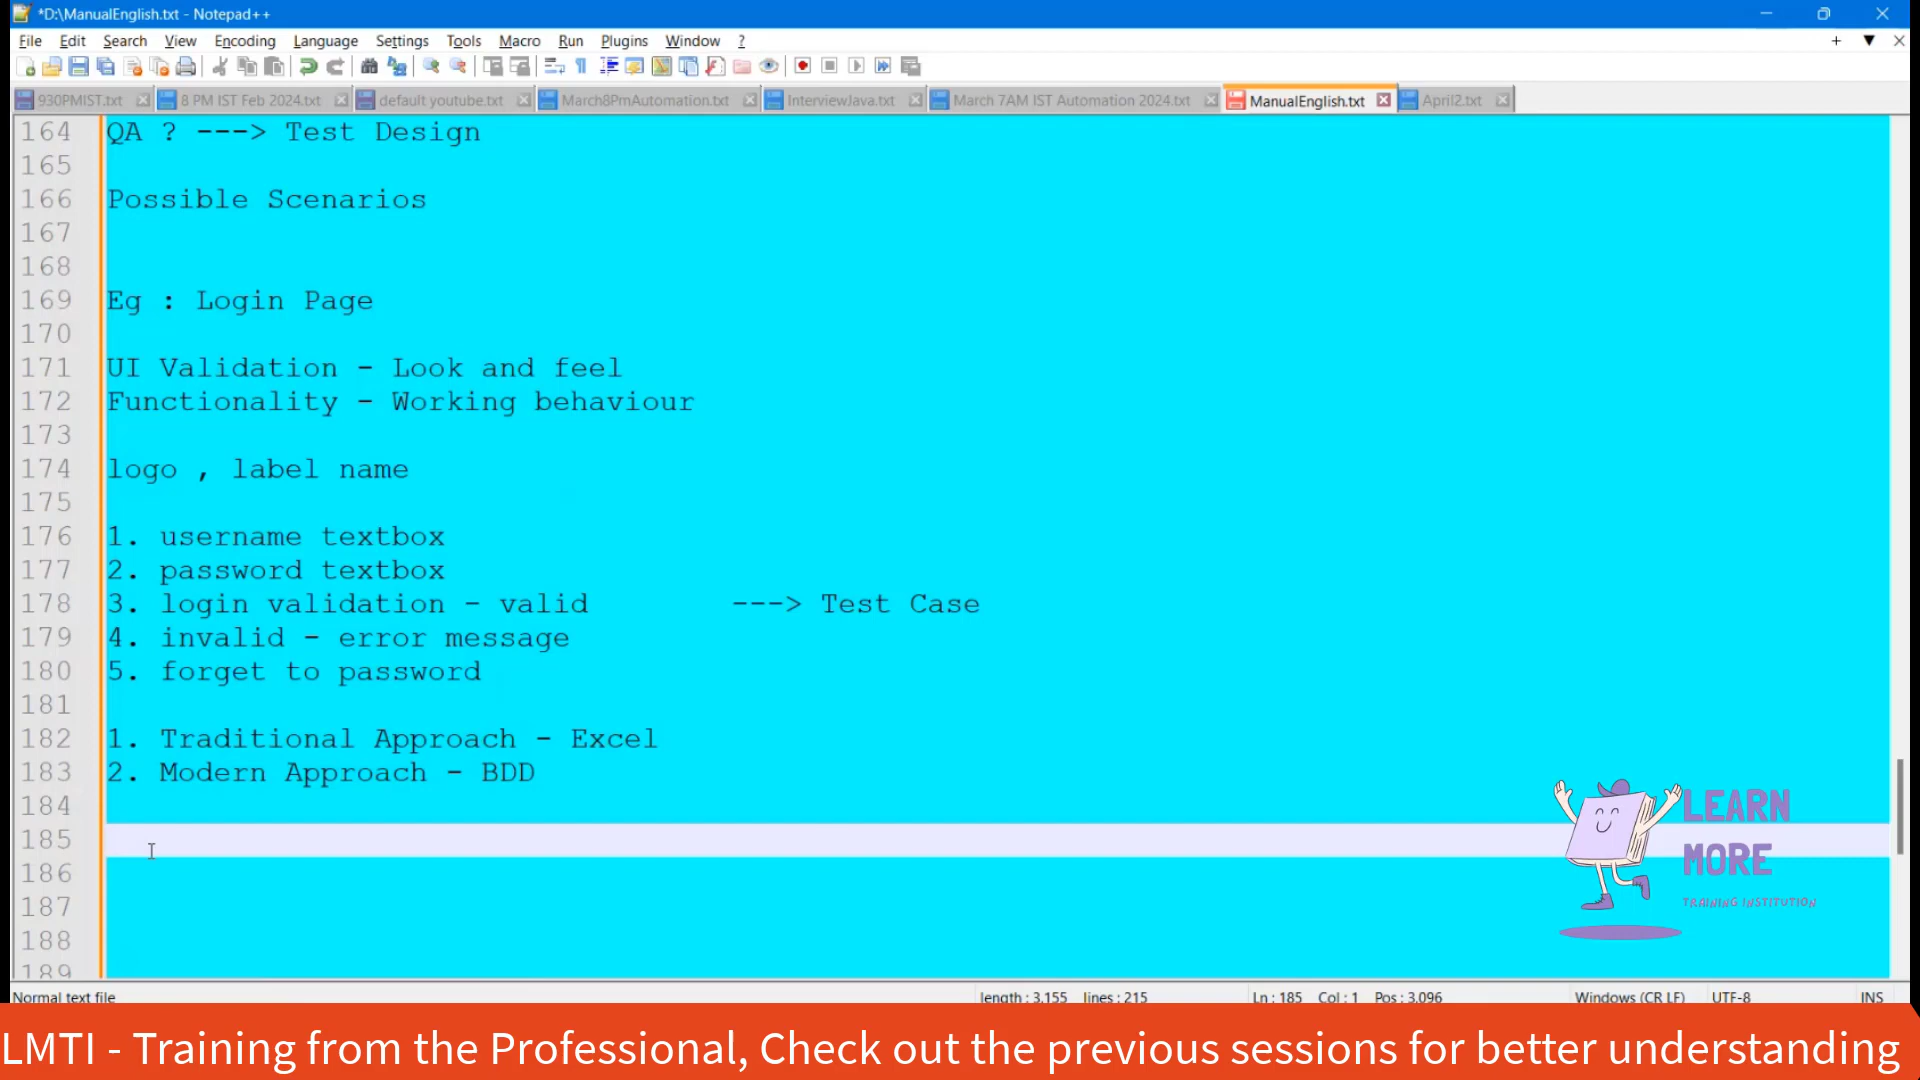 *D:\ManualEnglish.txt - Notepad++
File Edit Search View Encoding Language Settings Tools Macro Run Plugins Window ?
930PMIST.txt 8 PM IST Feb 2024.txt default youtube.txt March8PmAutomation.txt InterviewJava.txt March 7AM IST Automation 2024.txt ManualEnglish.txt April2.txt
164 QA ? ---> Test Design
165
166 Possible Scenarios
167
168
169 Eg : Login Page
170
171 UI Validation - Look and feel
172 Functionality - Working behaviour
173
174 logo , label name
175
176 1. username textbox
177 2. password textbox
178 3. login validation - valid ---> Test Case
179 4. invalid - error message
180 5. forget to password
181
182 1. Traditional Approach - Excel
183 2. Modern Approach - BDD
184
185
186
187
188
189
LEARN
MORE
TRAINING INSTITUTION
Normal text file length : 3,155 lines : 215 Ln : 185 Col : 1 Pos : 3,096 Windows (CR LF) UTF-8 INS
LMTI - Training from the Professional, Check out the previous sessions for better understanding